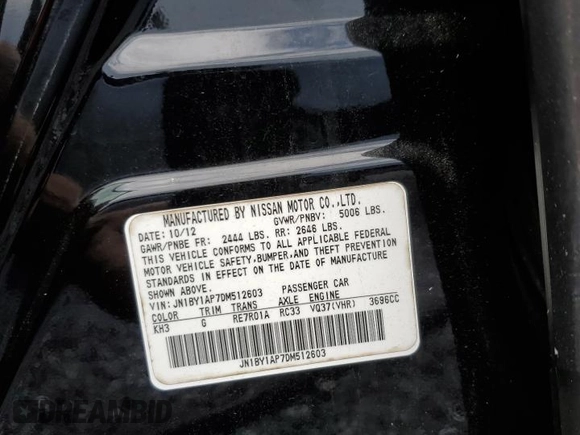 MANUFACTURED BY NISSAN MOTOR CO.,LTD.
DATE: 10/12 GVWR/PNBV: 5006 LBS.
GAWR/PNBE FR: 2444 LBS. RR: 2646 LBS.
THIS VEHICLE CONFORMS TO ALL APPLICABLE FEDERAL
MOTOR VEHICLE SAFETY,BUMPER,AND THEFT PREVENTION
STANDARDS IN EFFECT ON THE DATE OF MANUFACTURE
SHOWN ABOVE.
VIN: JN1BY1AP7DM512603 PASSENGER CAR
COLOR TRIM TRANS AXLE ENGINE
KH3 G RE7R01A RC33 VQ37(VHR) 3696CC
JN1BY1AP7DM512603
DREAMBID